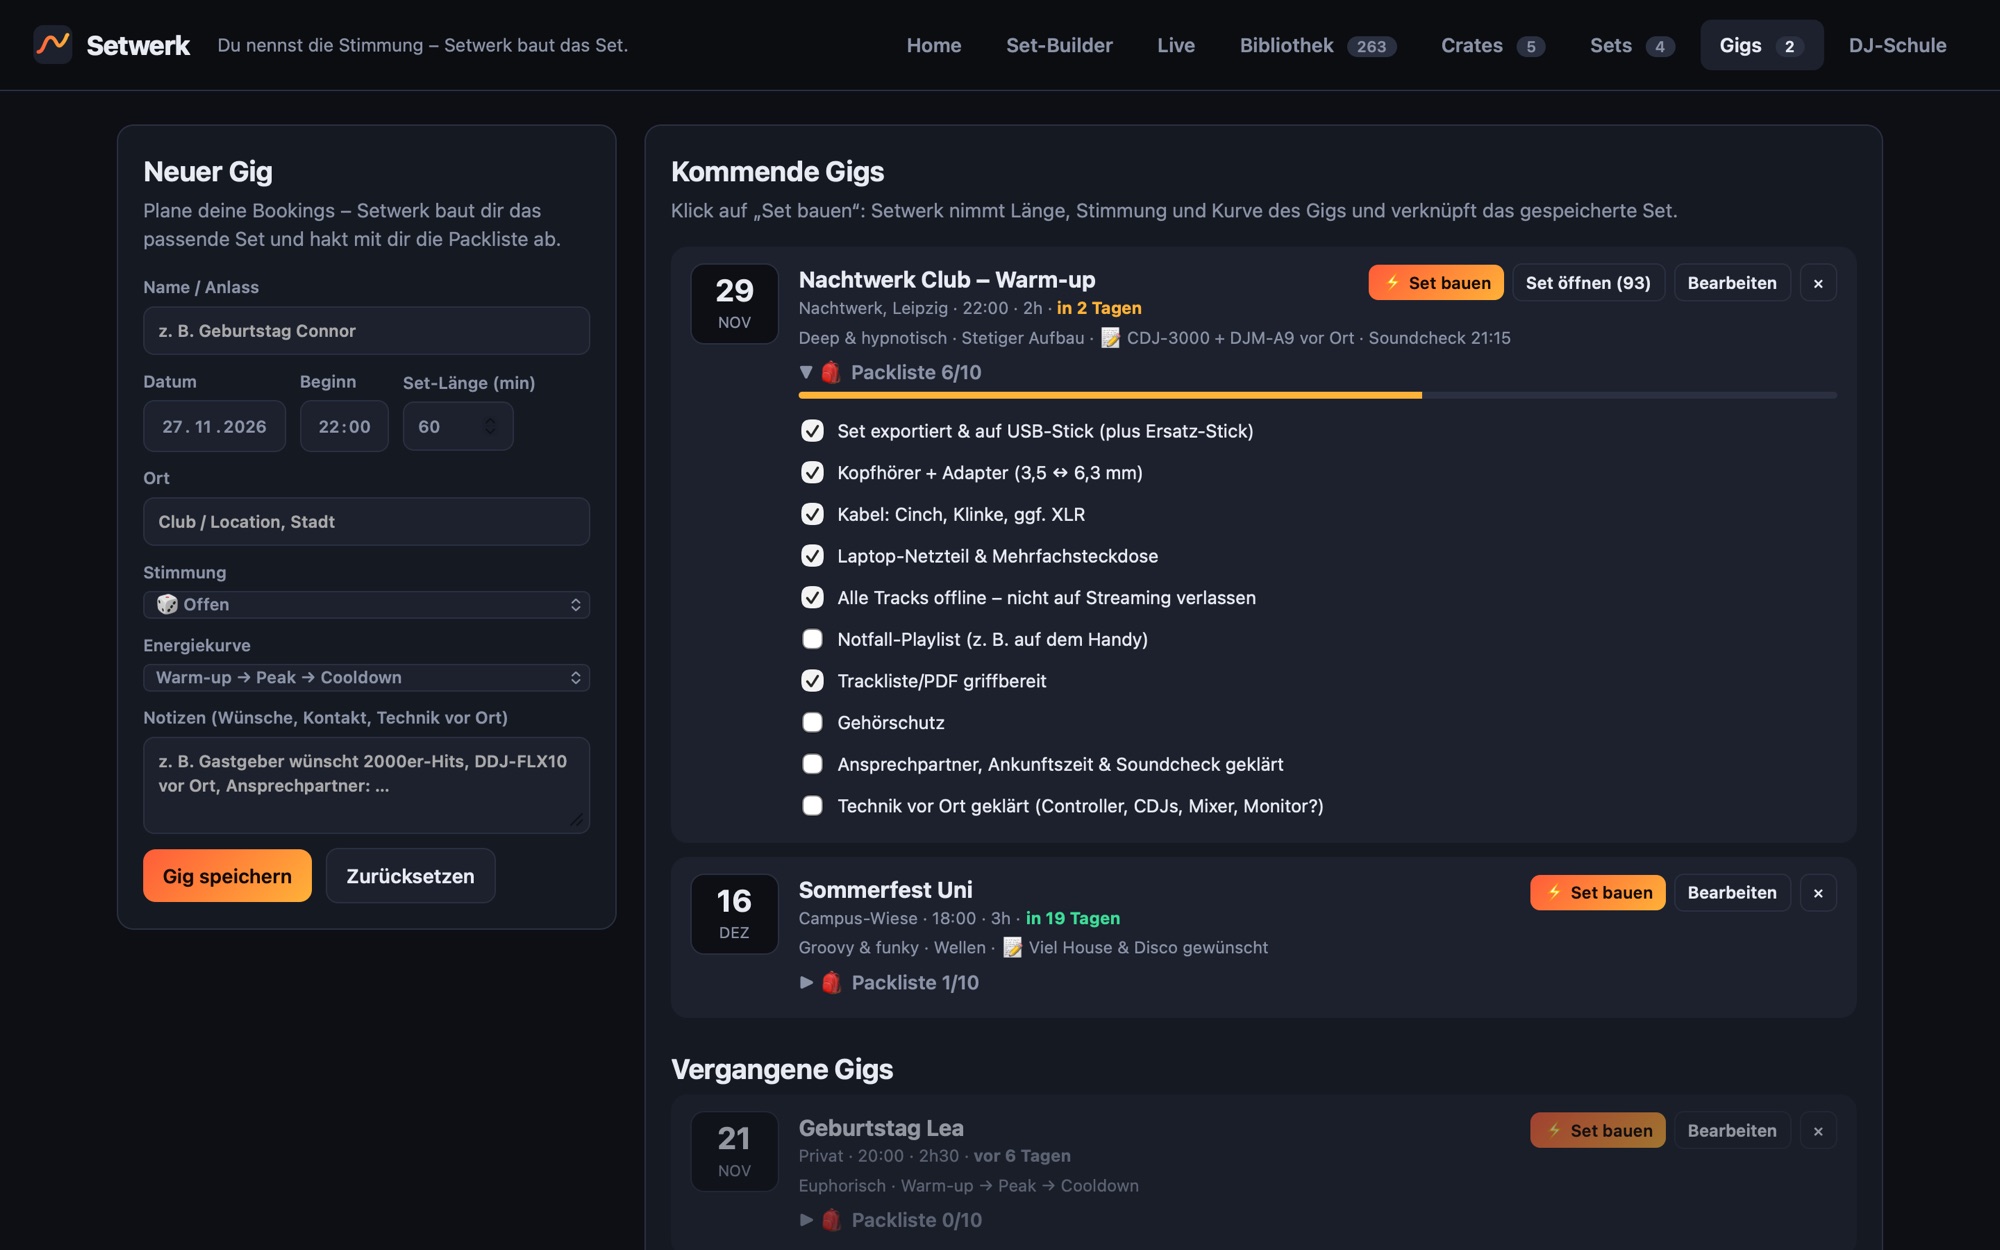 Setwerk
Du nennst die Stimmung – Setwerk baut das Set.
Home
Set-Builder
Live
Bibliothek 263
Crates 5
Sets 4
Gigs 2
DJ-Schule
Neuer Gig
Plane deine Bookings – Setwerk baut dir das
passende Set und hakt mit dir die Packliste ab.
Name / Anlass
z. B. Geburtstag Connor
Datum
Beginn
Set-Länge (min)
27.11.2026
22:00
60
Ort
Club / Location, Stadt
Stimmung
🎲 Offen
Energiekurve
Warm-up → Peak → Cooldown
Notizen (Wünsche, Kontakt, Technik vor Ort)
z. B. Gastgeber wünscht 2000er-Hits, DDJ-FLX10
vor Ort, Ansprechpartner: ...
Gig speichern
Zurücksetzen
Kommende Gigs
Klick auf „Set bauen“: Setwerk nimmt Länge, Stimmung und Kurve des Gigs und verknüpft das gespeicherte Set.
29
NOV
Nachtwerk Club – Warm-up
Nachtwerk, Leipzig · 22:00 · 2h · in 2 Tagen
Deep & hypnotisch · Stetiger Aufbau · 📝 CDJ-3000 + DJM-A9 vor Ort · Soundcheck 21:15
⚡ Set bauen
Set öffnen (93)
Bearbeiten
×
▼ 🎒 Packliste 6/10
Set exportiert & auf USB-Stick (plus Ersatz-Stick)
Kopfhörer + Adapter (3,5 ↔ 6,3 mm)
Kabel: Cinch, Klinke, ggf. XLR
Laptop-Netzteil & Mehrfachsteckdose
Alle Tracks offline – nicht auf Streaming verlassen
Notfall-Playlist (z. B. auf dem Handy)
Trackliste/PDF griffbereit
Gehörschutz
Ansprechpartner, Ankunftszeit & Soundcheck geklärt
Technik vor Ort geklärt (Controller, CDJs, Mixer, Monitor?)
16
DEZ
Sommerfest Uni
Campus-Wiese · 18:00 · 3h · in 19 Tagen
Groovy & funky · Wellen · 📝 Viel House & Disco gewünscht
⚡ Set bauen
Bearbeiten
×
▶ 🎒 Packliste 1/10
Vergangene Gigs
21
NOV
Geburtstag Lea
Privat · 20:00 · 2h30 · vor 6 Tagen
Euphorisch · Warm-up → Peak → Cooldown
⚡ Set bauen
Bearbeiten
×
▶ 🎒 Packliste 0/10